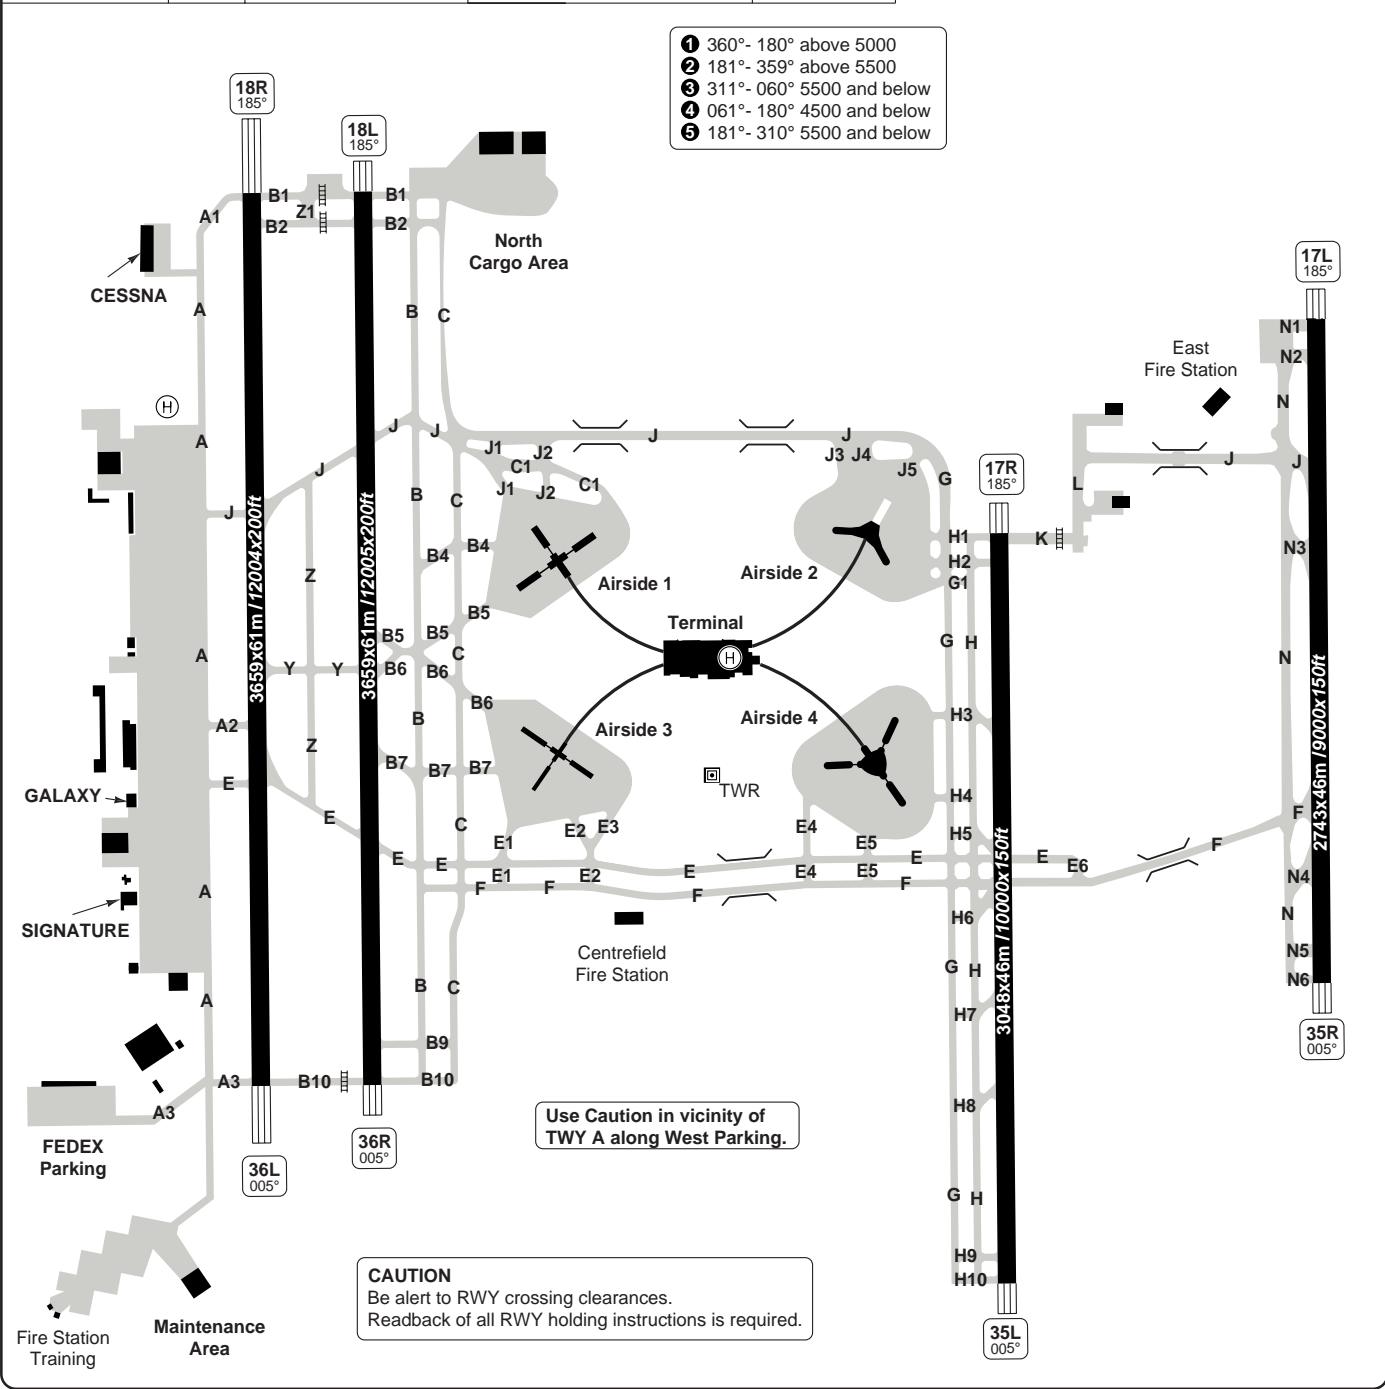 ❶ 360°- 180° above 5000
❷ 181°- 359° above 5500
❸ 311°- 060° 5500 and below
❹ 061°- 180° 4500 and below
❺ 181°- 310° 5500 and below
18R
185°
18L
185°
B1
B1
Z1
A1
B2
B2
North
Cargo Area
CESSNA
A
B
C
17L
185°
N1
N2
East
Fire Station
N
H
A
J
J
J
J
J
J1
J2
C1
J1
J2
C1
J3
J4
J5
G
17R
185°
J
J
L
J
B
C
J
3659x61m / 12004x200ft
3659x61m / 12005x200ft
H1
K
H2
G1
N3
B4
B4
Z
Airside 1
Airside 2
Terminal
H
B5
B5
B5
C
G
H
A
Y
Y
B6
B6
B6
N
A2
B
Airside 3
Airside 4
H3
Z
B7
B7
B7
TWR
E
GALAXY
H4
2743x46m / 9000x150ft
E
C
E1
E2
E3
E4
E5
H5
F
E
E
E1
E2
E
E4
E5
E
E
E6
F
F
F
F
F
A
SIGNATURE
Centrefield
Fire Station
H6
N4
N
N5
N6
G
H
B
C
A
H7
3048x46m / 10000x150ft
35R
005°
B9
A3
B10
B10
A3
H8
FEDEX
Parking
Use Caution in vicinity of
TWY A along West Parking.
36R
005°
36L
005°
G
H
H9
H10
CAUTION
Be alert to RWY crossing clearances.
Readback of all RWY holding instructions is required.
Fire Station
Training
Maintenance
Area
35L
005°